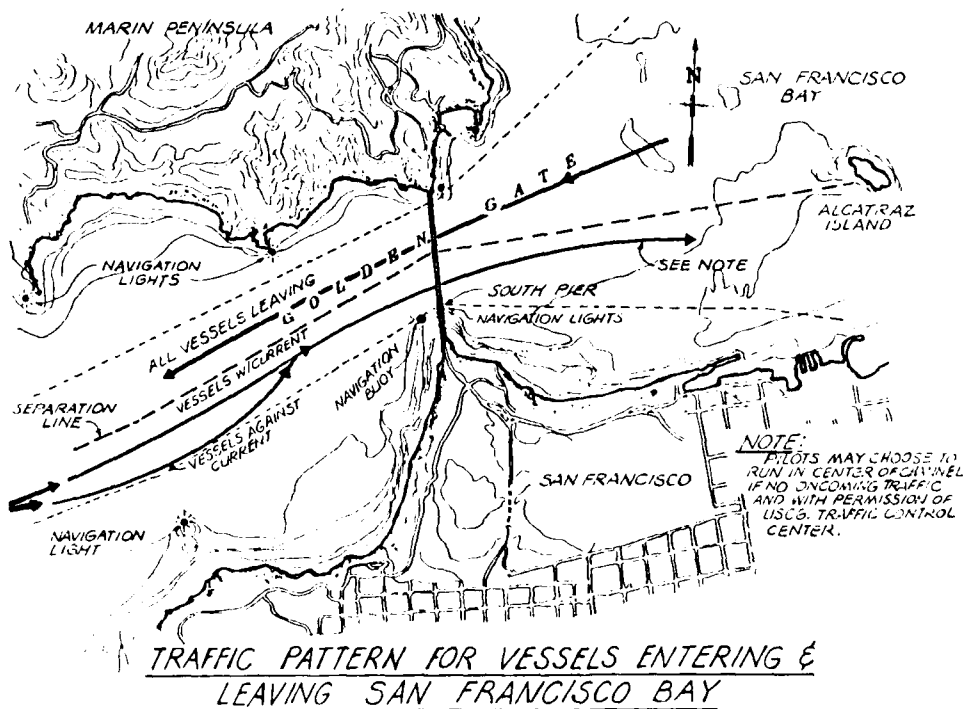 MARIN PENINSULA
N
SAN FRANCISCO
BAY
GOLDEN GATE
ALCATRAZ
ISLAND
NAVIGATION
LIGHTS
ALL VESSELS LEAVING
SEE NOTE
SOUTH PIER
NAVIGATION LIGHTS
VESSELS W/CURRENT
NAVIGATION
BUOY
SEPARATION
LINE
VESSELS AGAINST
CURRENT
NOTE:
PILOTS MAY CHOOSE TO
RUN IN CENTER OF CHANNEL
IF NO ONCOMING TRAFFIC
AND WITH PERMISSION OF
USCG. TRAFFIC CONTROL
CENTER.
SAN FRANCISCO
NAVIGATION
LIGHT
TRAFFIC PATTERN FOR VESSELS ENTERING &
LEAVING SAN FRANCISCO BAY